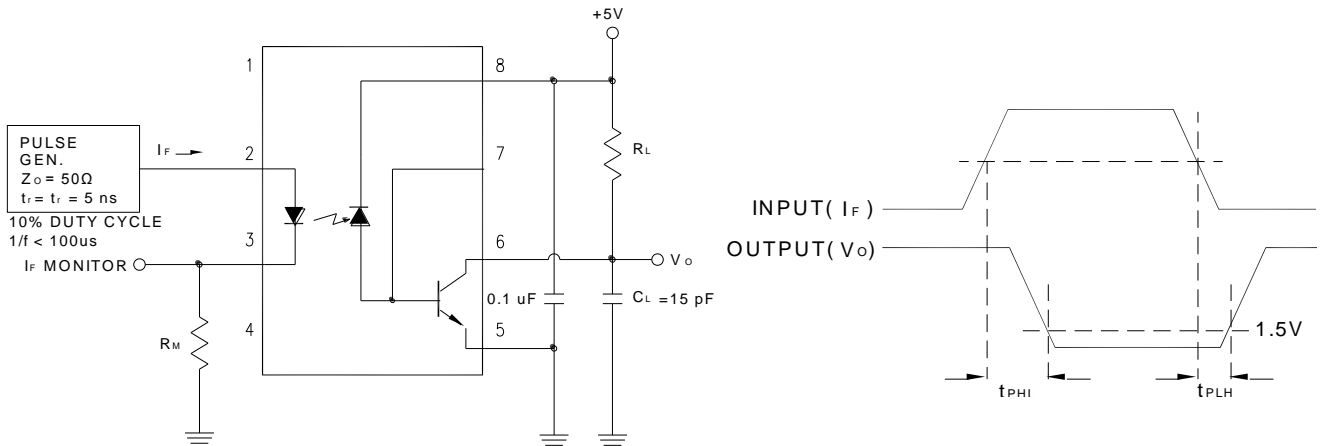 +5V
1
8
PULSE
GEN.
Zo = 50Ω
tr = tr = 5 ns
10% DUTY CYCLE
1/f < 100us
IF
2
7
RL
3
IF MONITOR
6
Vo
0.1 uF
CL =15 pF
4
5
RM
INPUT( IF )
OUTPUT( Vo)
1.5V
tPHI
tPLH